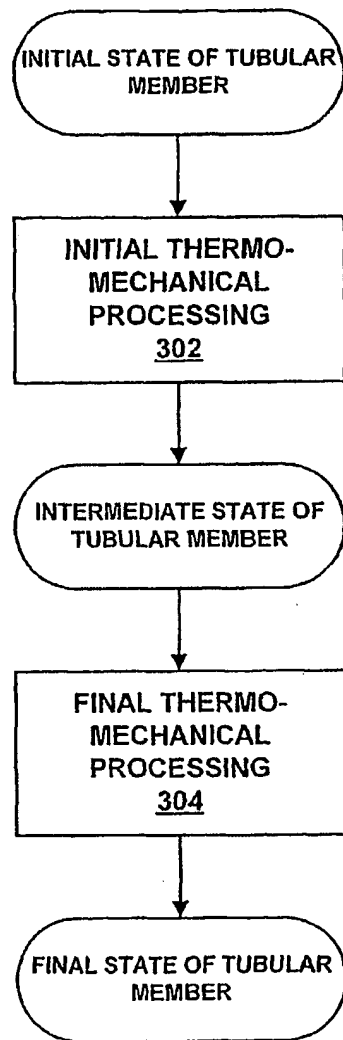 INITIAL STATE OF TUBULAR
MEMBER
INITIAL THERMO-
MECHANICAL
PROCESSING
302
INTERMEDIATE STATE OF
TUBULAR MEMBER
FINAL THERMO-
MECHANICAL
PROCESSING
304
FINAL STATE OF TUBULAR
MEMBER